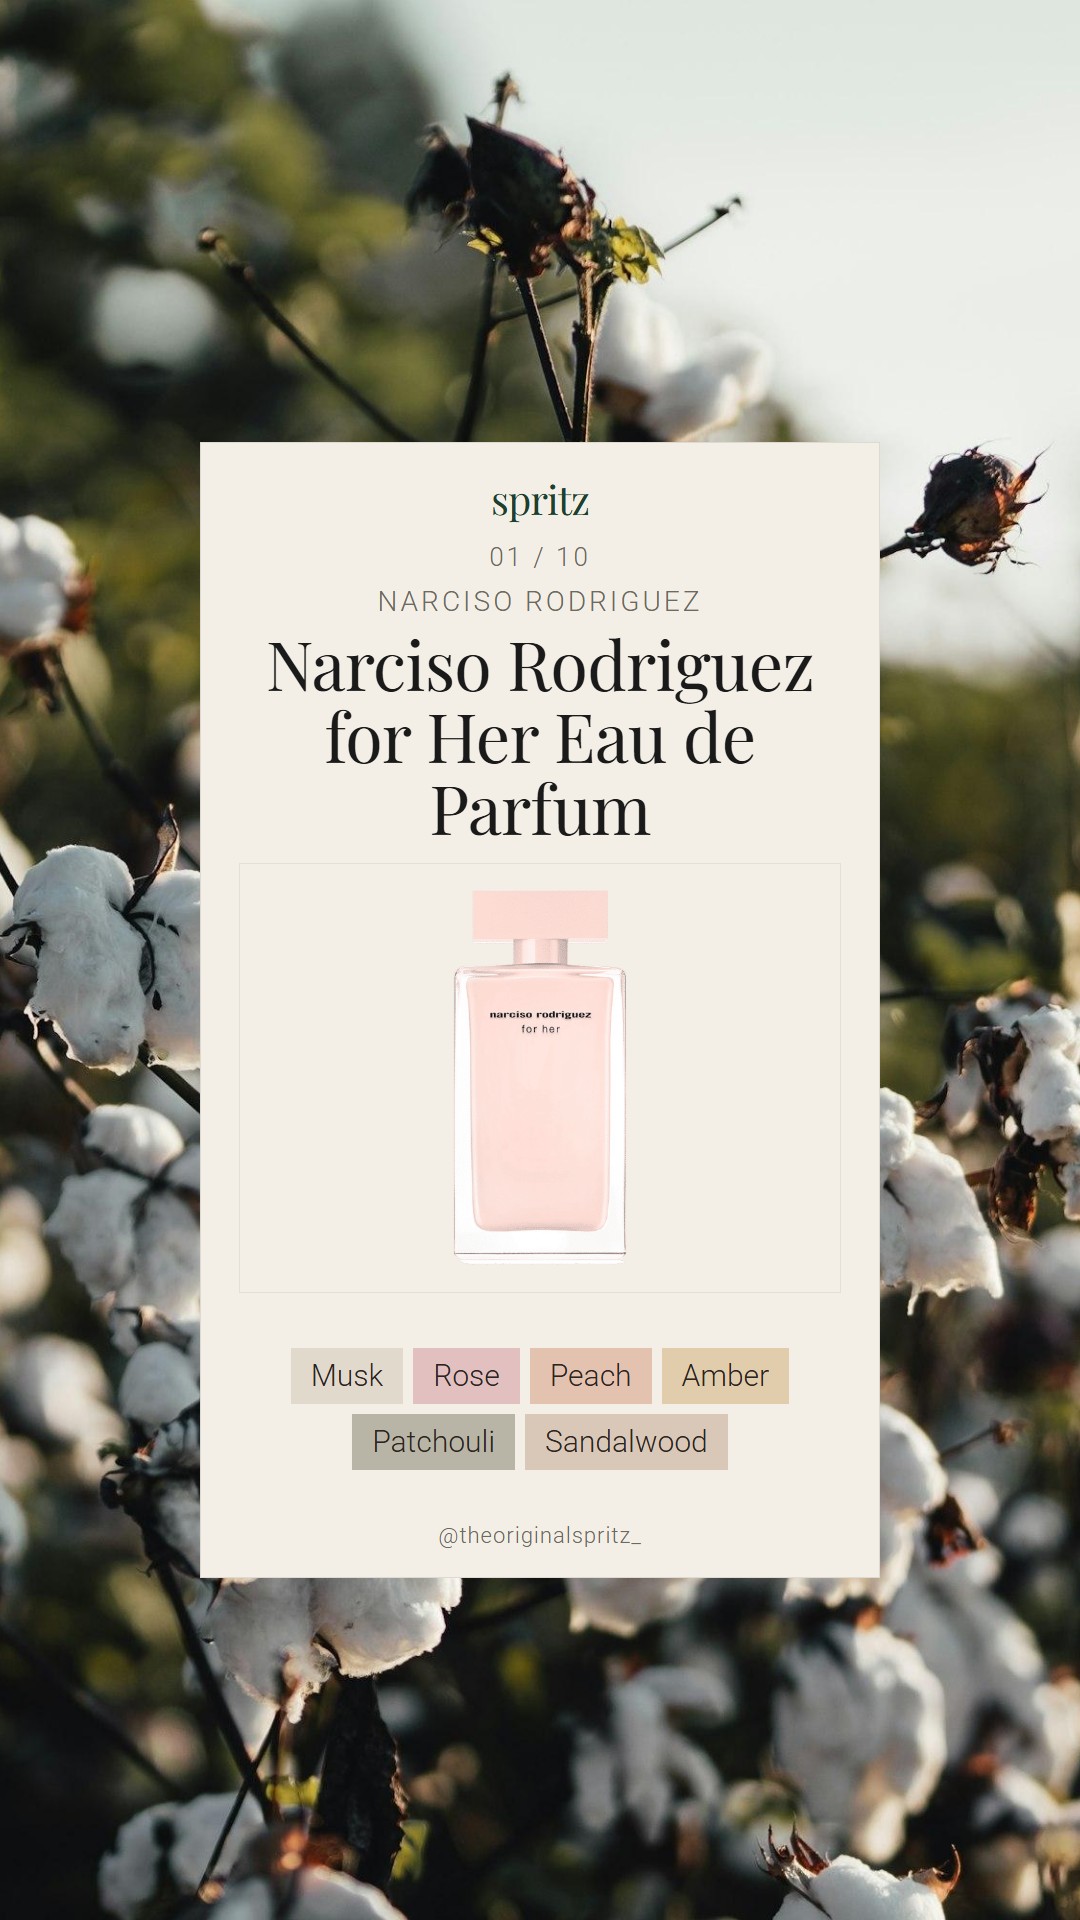 spritz
01 / 10
NARCISO RODRIGUEZ
Narciso Rodriguez
for Her Eau de
Parfum
narciso rodriguez
for her
Musk Rose Peach Amber
Patchouli Sandalwood
@theoriginalspritz_